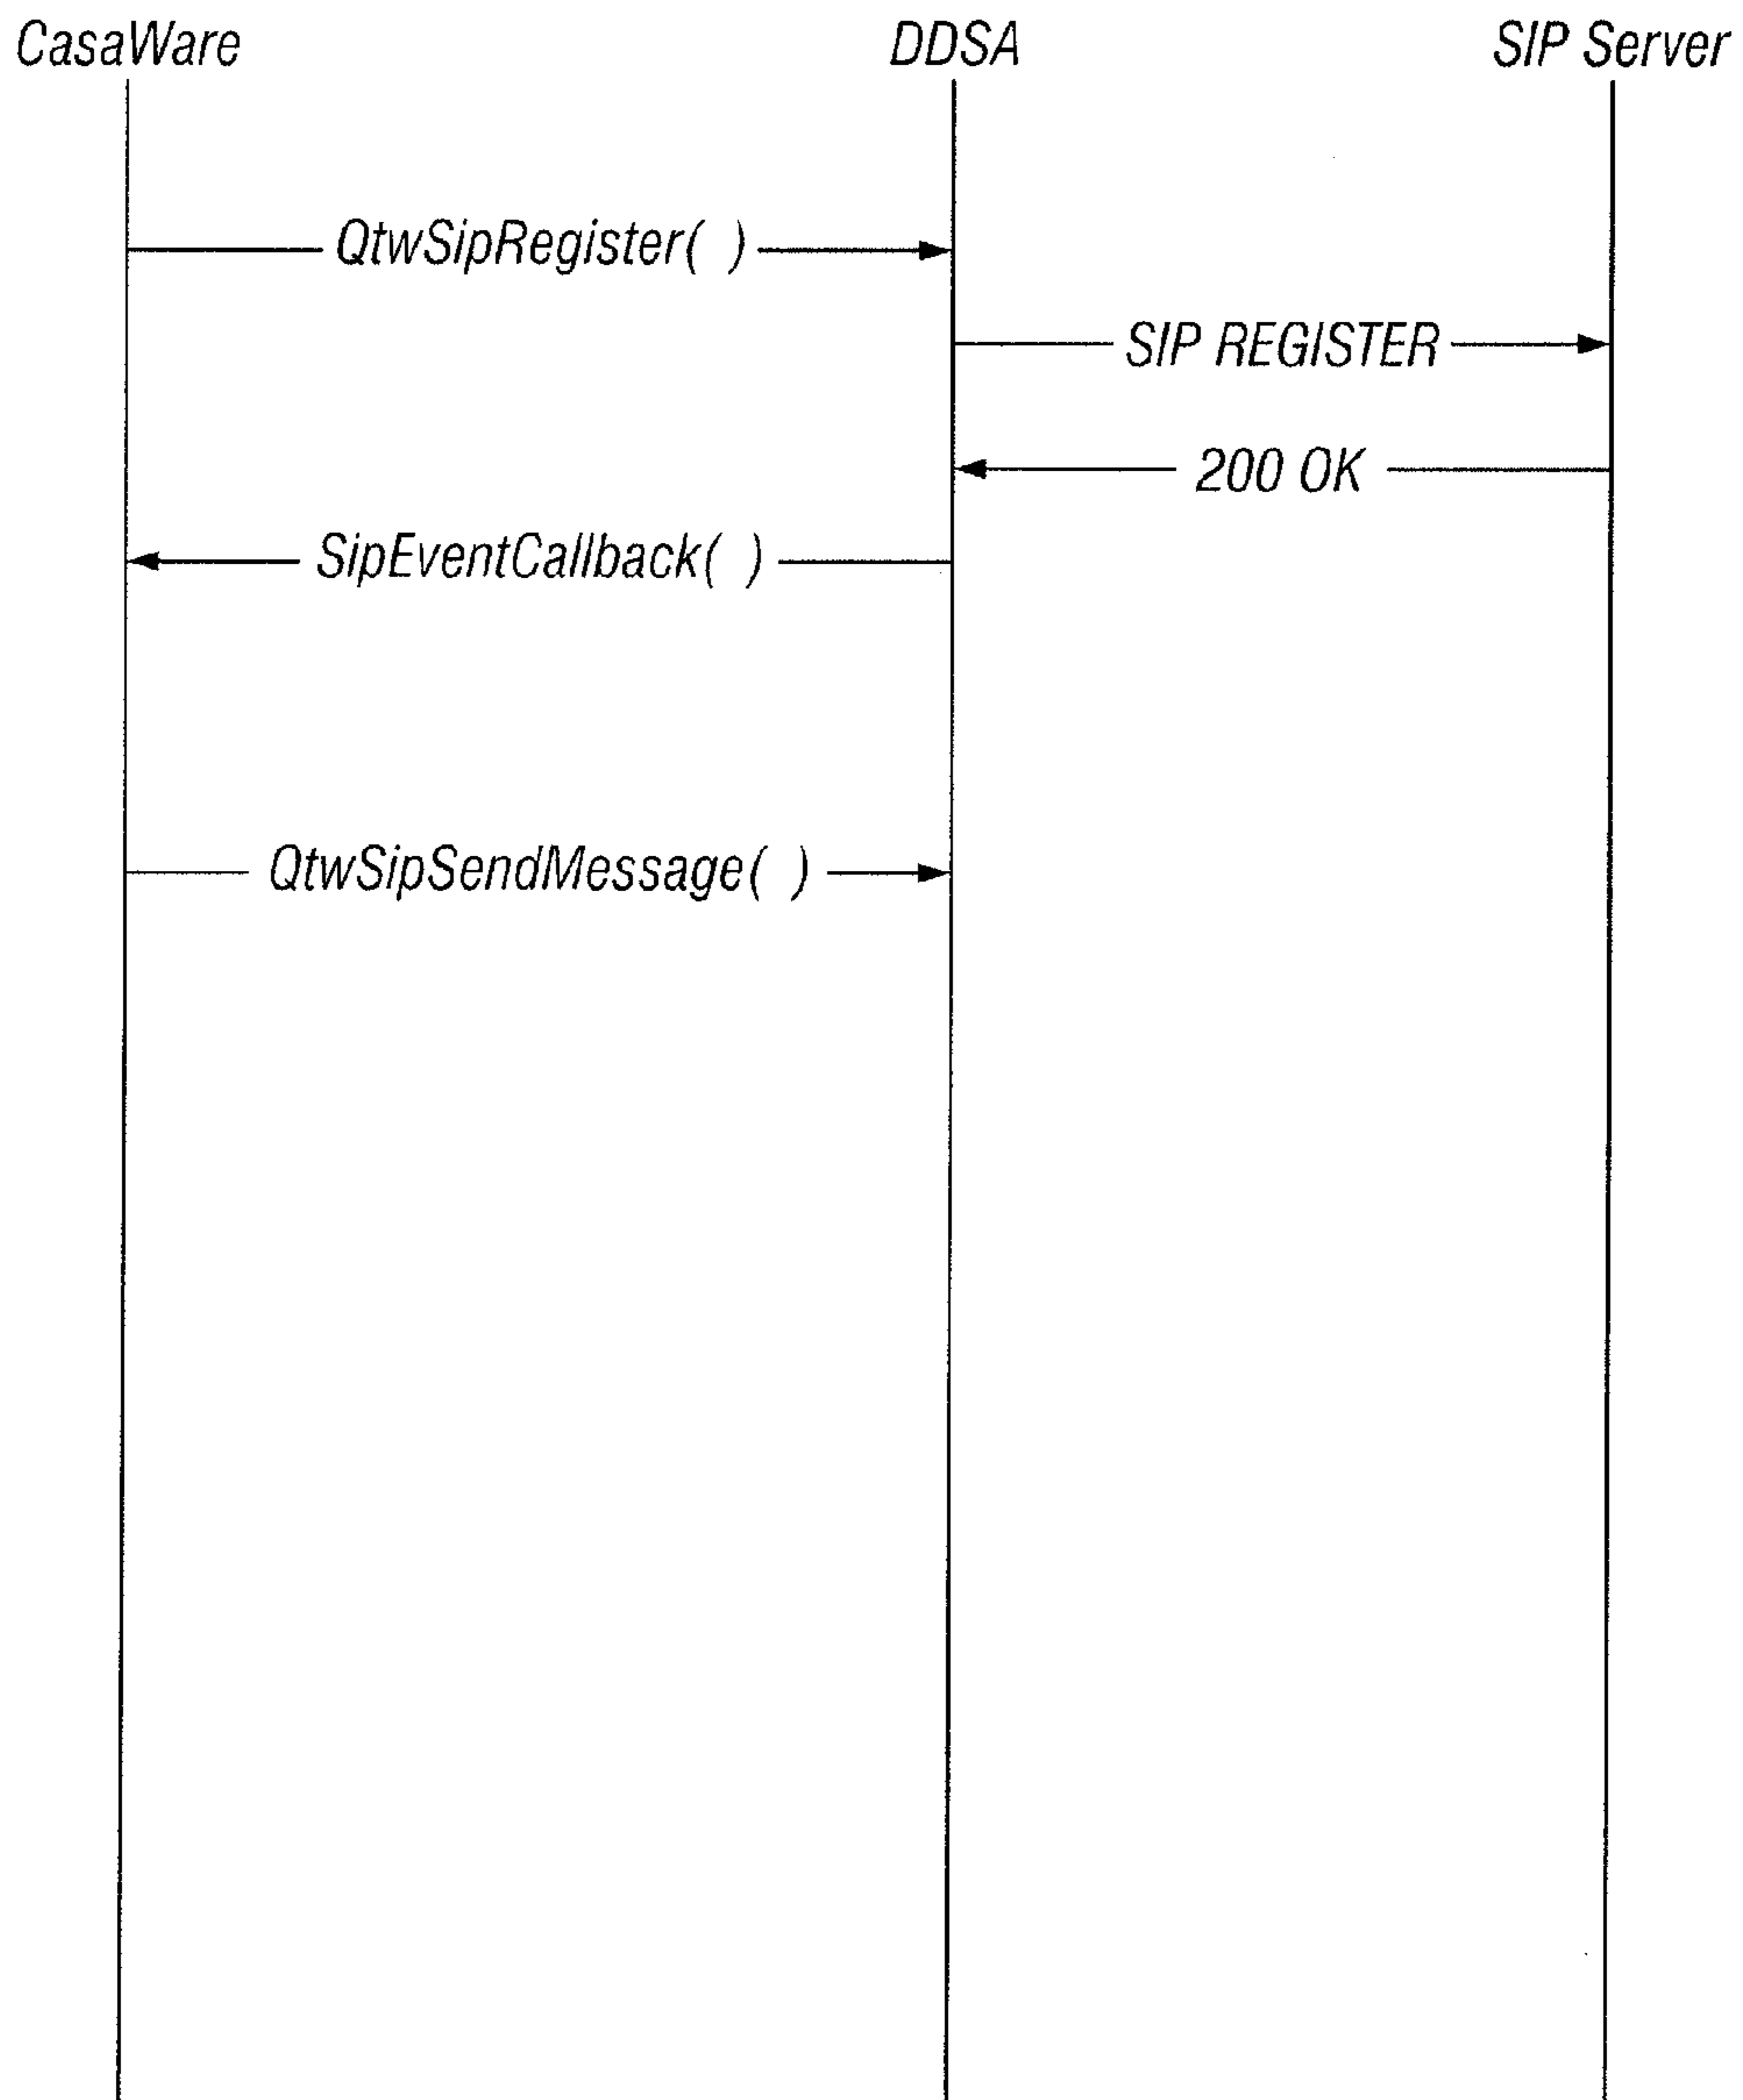 CasaWare DDSA SIP Server
QtwSipRegister( )
SIP REGISTER
200 OK
SipEventCallback( )
QtwSipSendMessage( )